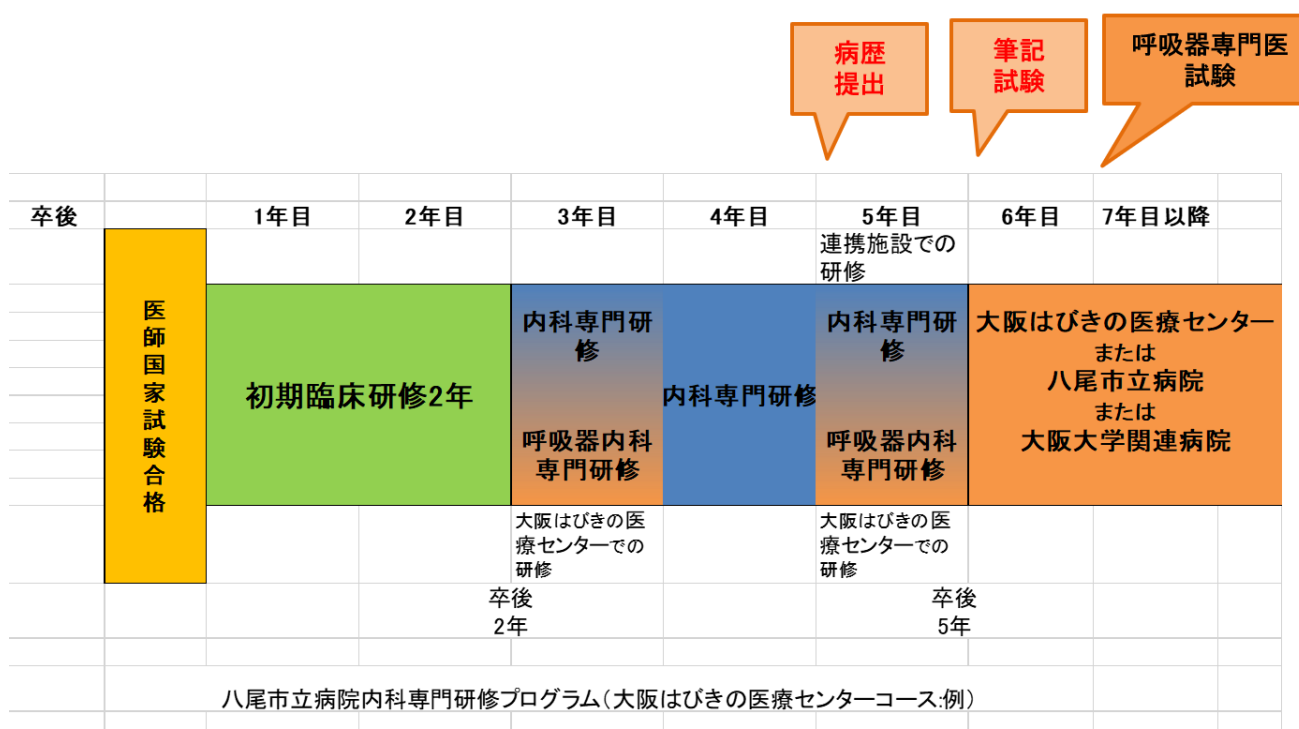 病歴
提出
筆記
試験
呼吸器専門医
試験
卒後 1年目 2年目 3年目 4年目 5年目 6年目 7年目以降
連携施設での
研修
医師国家試験合格
初期臨床研修2年
内科専門研
修
呼吸器内科
専門研修
内科専門研修
内科専門研
修
呼吸器内科
専門研修
大阪はびきの医療センター
または
八尾市立病院
または
大阪大学関連病院
大阪はびきの医
療センターでの
研修
大阪はびきの医
療センターでの
研修
卒後
2年
卒後
5年
八尾市立病院内科専門研修プログラム(大阪はびきの医療センターコース:例)